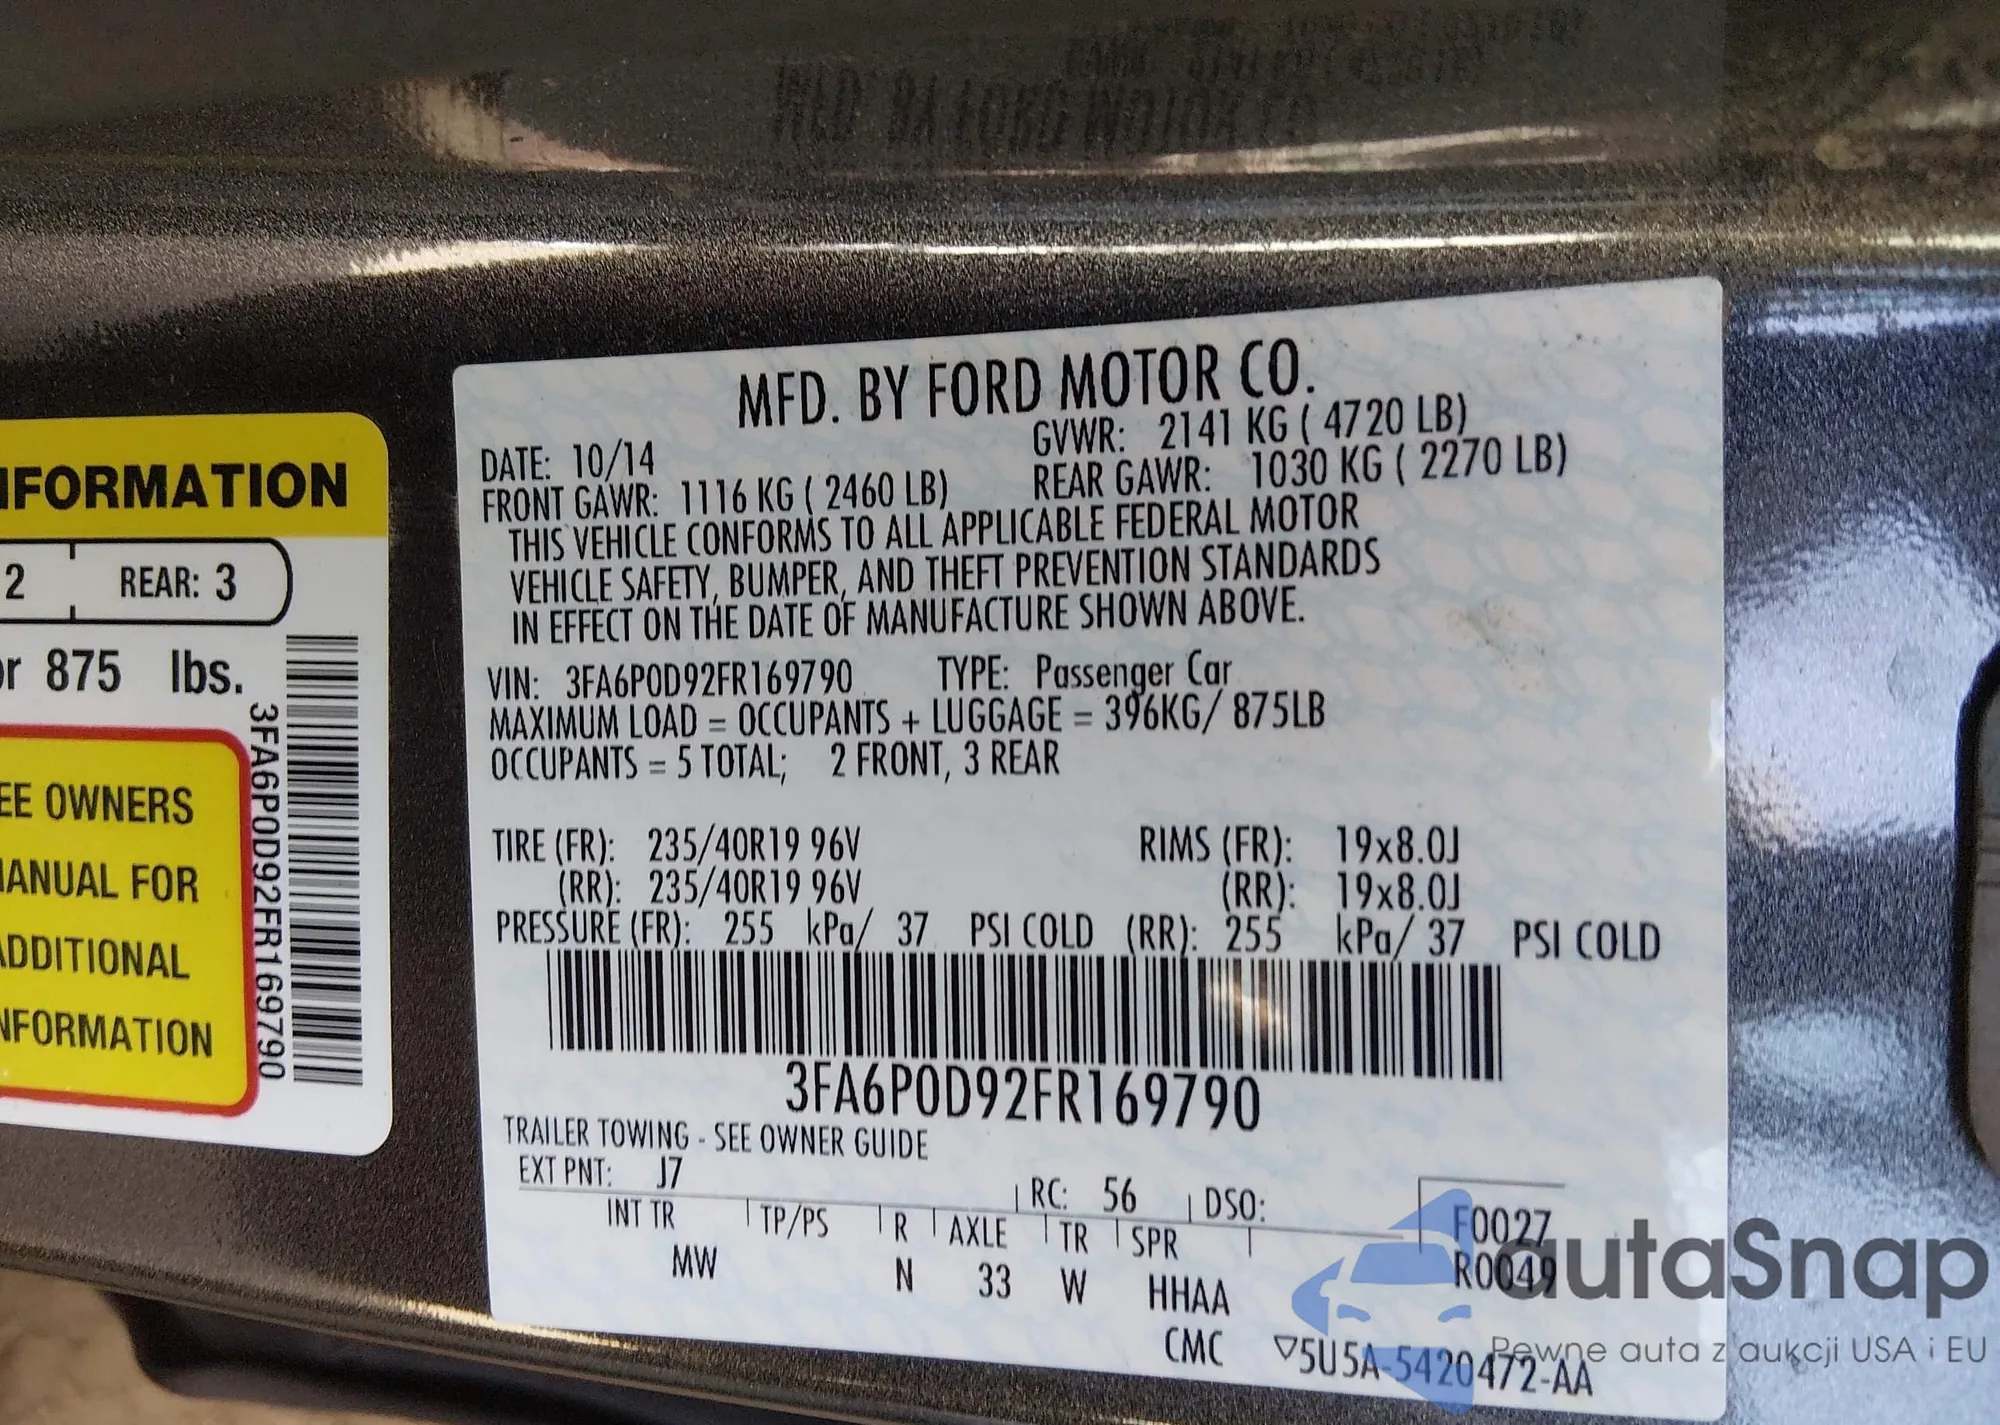 MFD. BY FORD MOTOR CO.
DATE: 10/14 GVWR: 2141 KG ( 4720 LB)
FRONT GAWR: 1116 KG ( 2460 LB) REAR GAWR: 1030 KG ( 2270 LB)
THIS VEHICLE CONFORMS TO ALL APPLICABLE FEDERAL MOTOR
VEHICLE SAFETY, BUMPER, AND THEFT PREVENTION STANDARDS
IN EFFECT ON THE DATE OF MANUFACTURE SHOWN ABOVE.
VIN: 3FA6P0D92FR169790 TYPE: Passenger Car
MAXIMUM LOAD = OCCUPANTS + LUGGAGE = 396KG/ 875LB
OCCUPANTS = 5 TOTAL; 2 FRONT, 3 REAR
TIRE (FR): 235/40R19 96V RIMS (FR): 19x8.0J
(RR): 235/40R19 96V (RR): 19x8.0J
PRESSURE (FR): 255 kPa/ 37 PSI COLD (RR): 255 kPa/ 37 PSI COLD
3FA6P0D92FR169790
TRAILER TOWING - SEE OWNER GUIDE
EXT PNT: J7 RC: 56 DSO:
INT TR TP/PS R AXLE TR SPR F0027
MW N 33 W HHAA R0049
CMC ▽5U5A-5420472-AA
NFORMATION
2 REAR: 3
or 875 lbs.
EE OWNERS
MANUAL FOR
ADDITIONAL
NFORMATION
3FA6P0D92FR169790
autaSnap
Pewne auta z aukcji USA i EU